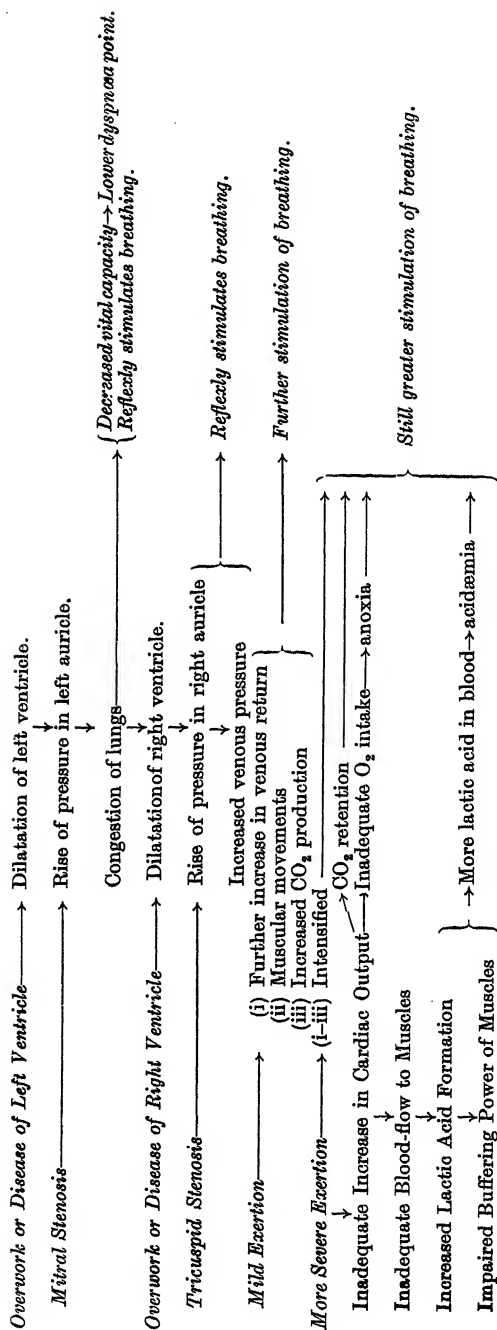 Overwork or Disease of Left Ventricle⟶ Dilatation of left ventricle.
↓
Mitral Stenosis⟶ Rise of pressure in left auricle.
↓
Congestion of lungs⟶ { Decreased vital capacity → Lower dyspnœa point.
Reflexly stimulates breathing.
↓
Overwork or Disease of Right Ventricle⟶ Dilatation of right ventricle.
↓
Tricuspid Stenosis⟶ Rise of pressure in right auricle } ⟶ Reflexly stimulates breathing.
↓
Increased venous pressure
Mild Exertion⟶ (i) Further increase in venous return
(ii) Muscular movements } ⟶ Further stimulation of breathing.
(iii) Increased CO₂ production
More Severe Exertion⟶ (i–iii) Intensified⟶
↓
CO₂ retention⟶
Inadequate Increase in Cardiac Output⟶Inadequate O₂ intake⟶anoxia⟶ } Still greater stimulation of breathing.
↓
Inadequate Blood-flow to Muscles
↓
Increased Lactic Acid Formation
↓ } → More lactic acid in blood→acidæmia ⟶
Impaired Buffering Power of Muscles